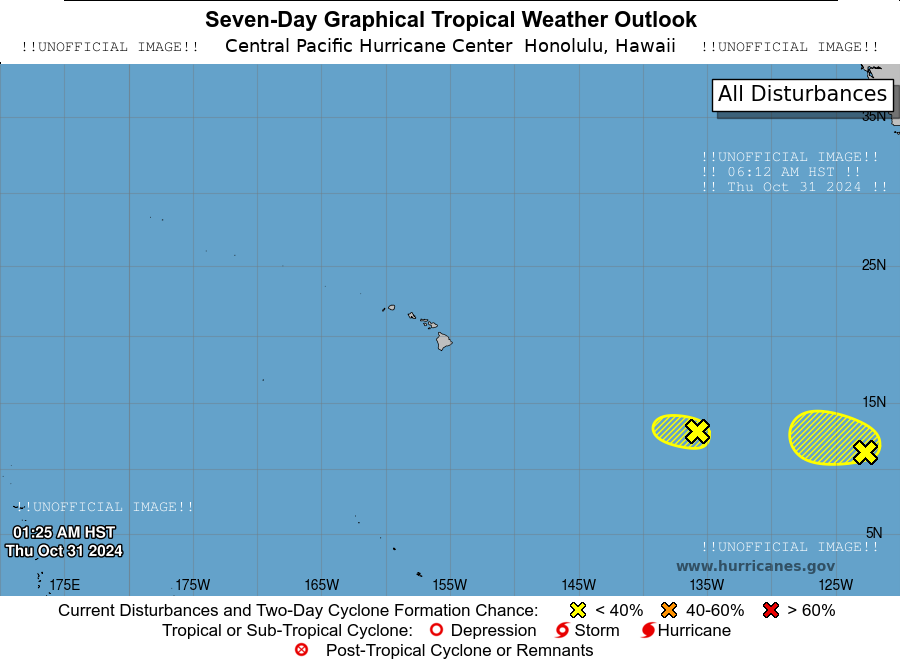 Seven-Day Graphical Tropical Weather Outlook
!!UNOFFICIAL IMAGE!! Central Pacific Hurricane Center Honolulu, Hawaii !!UNOFFICIAL IMAGE!!
All Disturbances
35N
!!UNOFFICIAL IMAGE!!
!! 06:12 AM HST !!
!! Thu Oct 31 2024 !!
25N
15N
!!UNOFFICIAL IMAGE!!
01:25 AM HST
Thu Oct 31 2024
5N
!!UNOFFICIAL IMAGE!!
www.hurricanes.gov
175E 175W 165W 155W 145W 135W 125W
Current Disturbances and Two-Day Cyclone Formation Chance: < 40% 40-60% > 60%
Tropical or Sub-Tropical Cyclone: Depression Storm Hurricane
Post-Tropical Cyclone or Remnants